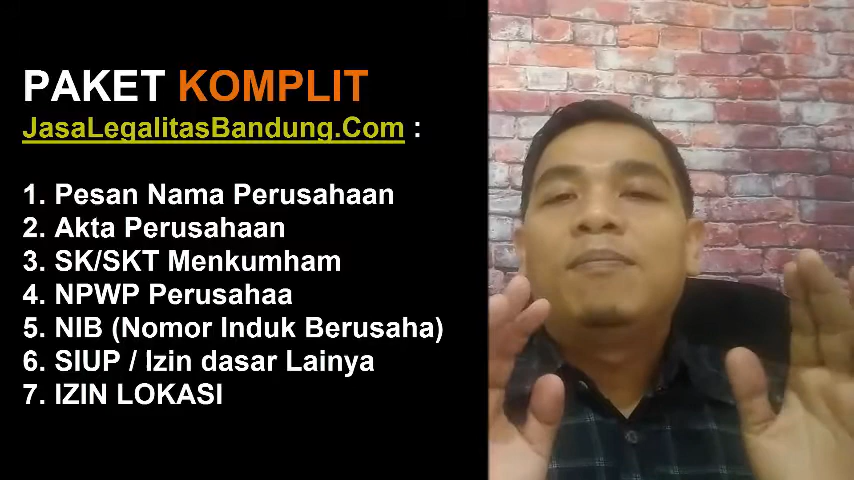 PAKET KOMPLIT
JasaLegalitasBandung.Com :
1. Pesan Nama Perusahaan
2. Akta Perusahaan
3. SK/SKT Menkumham
4. NPWP Perusahaa
5. NIB (Nomor Induk Berusaha)
6. SIUP / Izin dasar Lainya
7. IZIN LOKASI